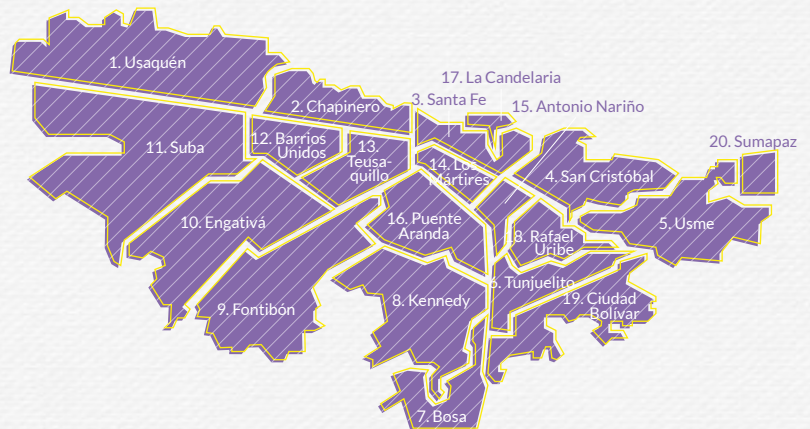 1. Usaquén
17. La Candelaria
2. Chapinero
3. Santa Fe
15. Antonio Nariño
20. Sumapaz
11. Suba
12. Barrios
Unidos
13.
Teusa-
quillo
14. Los
Mártires
4. San Cristóbal
10. Engativá
16. Puente
Aranda
18. Rafael
Uribe
5. Usme
9. Fontibón
8. Kennedy
6. Tunjuelito
19. Ciudad
Bolívar
7. Bosa